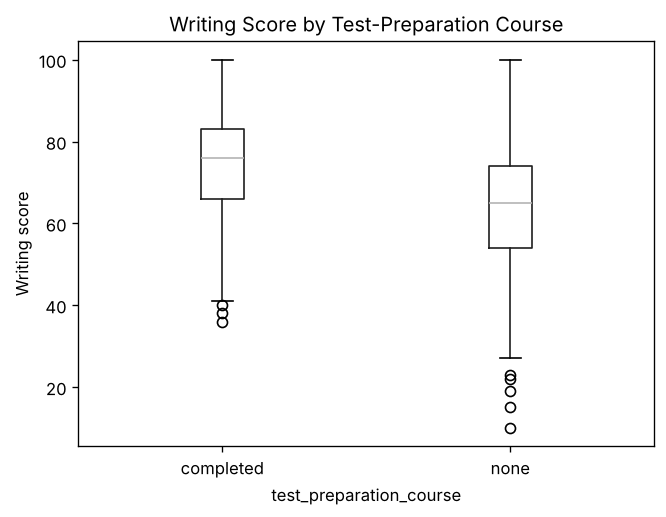 Writing Score by Test-Preparation Course
100
80
60
40
20
Writing score
completed
none
test_preparation_course